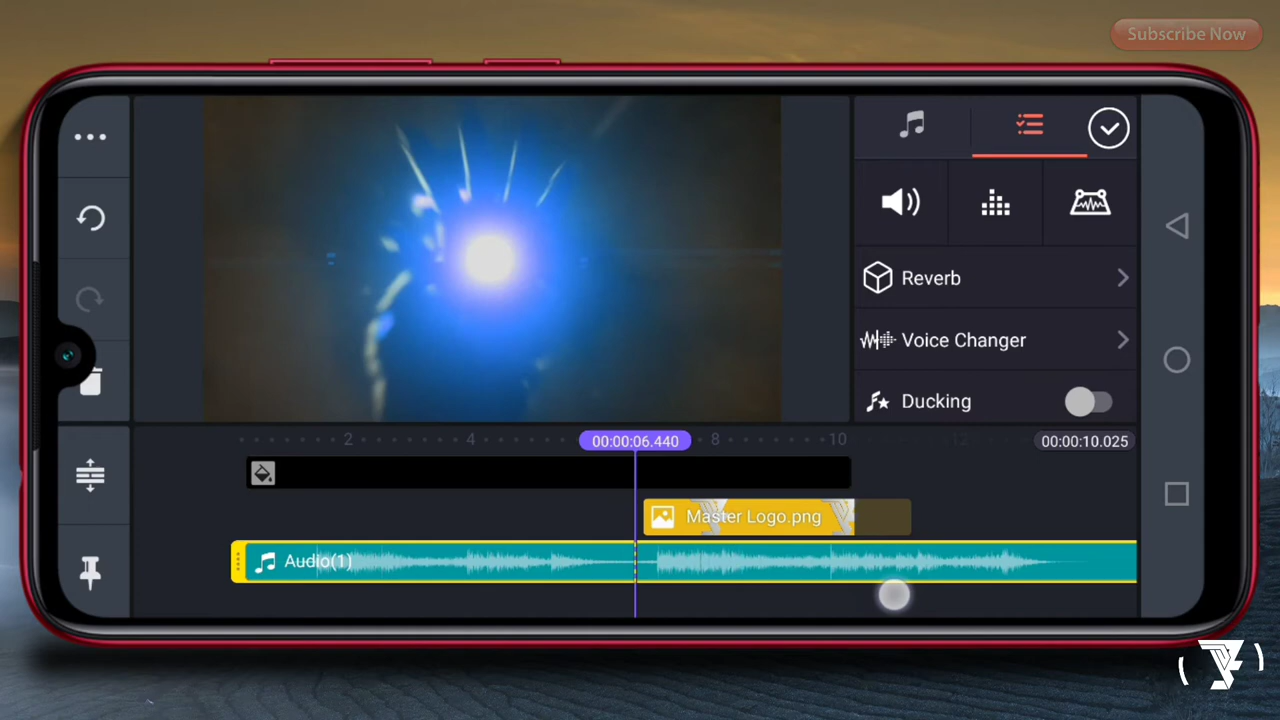 Subscribe Now
Reverb
Voice Changer
Ducking
2 4 00:00:06.440 8 10 12 00:00:10.025
Master Logo.png
Audio(1)